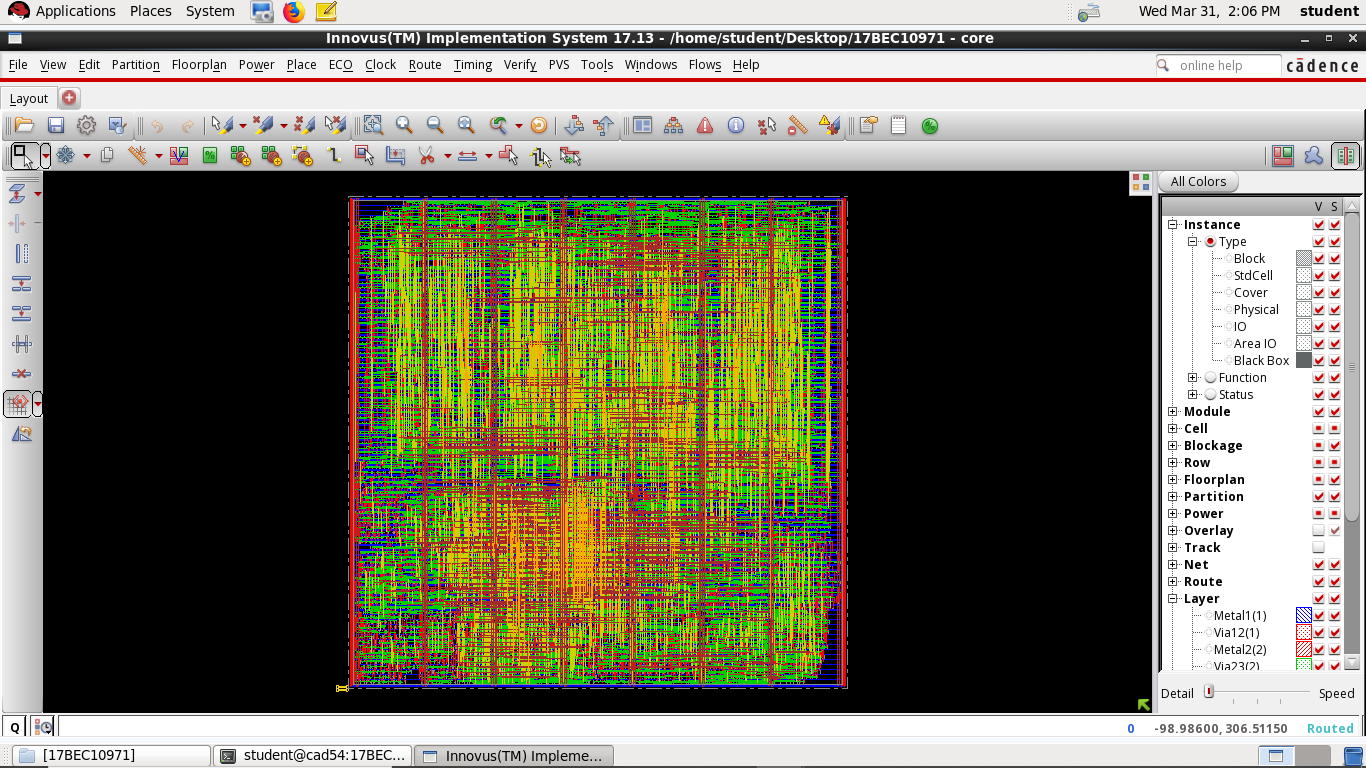 Applications Places System Wed Mar 31, 2:06 PM student
Innovus(TM) Implementation System 17.13 - /home/student/Desktop/17BEC10971 - core
File View Edit Partition Floorplan Power Place ECO Clock Route Timing Verify PVS Tools Windows Flows Help online help cādence
Layout
All Colors
V S
Instance
Type
Block
StdCell
Cover
Physical
IO
Area IO
Black Box
Function
Status
Module
Cell
Blockage
Row
Floorplan
Partition
Power
Overlay
Track
Net
Route
Layer
Metal1(1)
Via12(1)
Metal2(2)
Via23(2)
Detail Speed
Q 0 -98.98600, 306.51150 Routed
[17BEC10971] student@cad54:17BEC... Innovus(TM) Impleme...